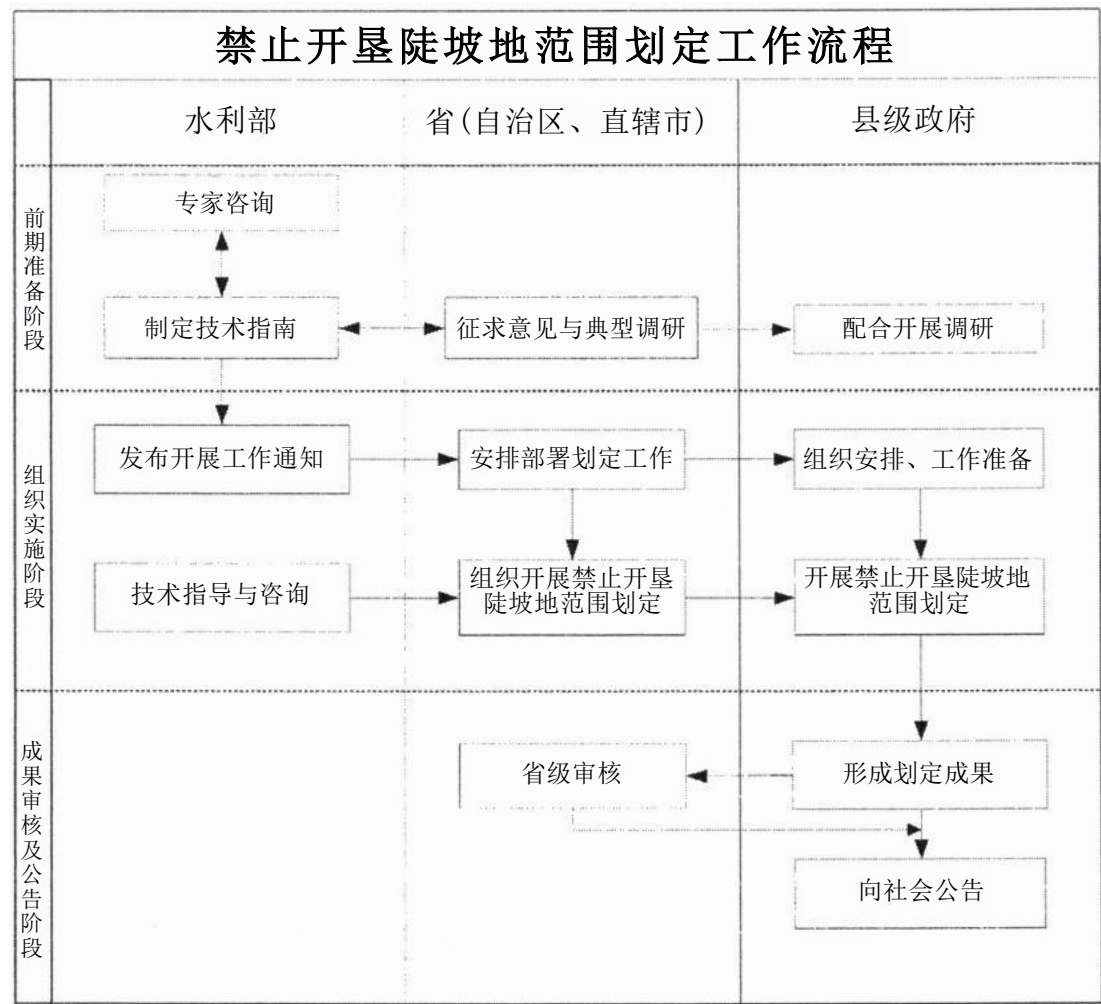 禁止开垦陡坡地范围划定工作流程
水利部
省(自治区、直辖市)
县级政府
前期准备阶段
专家咨询
制定技术指南
征求意见与典型调研
配合开展调研
组织实施阶段
发布开展工作通知
安排部署划定工作
组织安排、工作准备
技术指导与咨询
组织开展禁止开垦
陡坡地范围划定
开展禁止开垦陡坡地
范围划定
成果审核及公告阶段
省级审核
形成划定成果
向社会公告